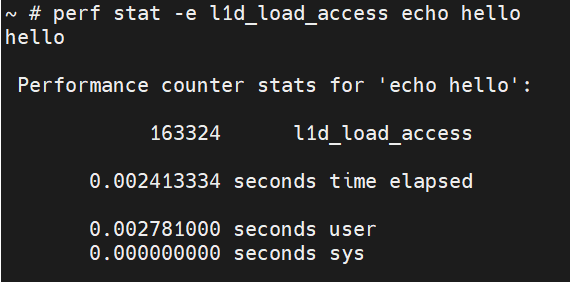 ~ # perf stat -e l1d_load_access echo hello
hello
Performance counter stats for 'echo hello':
163324 l1d_load_access
0.002413334 seconds time elapsed
0.002781000 seconds user
0.000000000 seconds sys